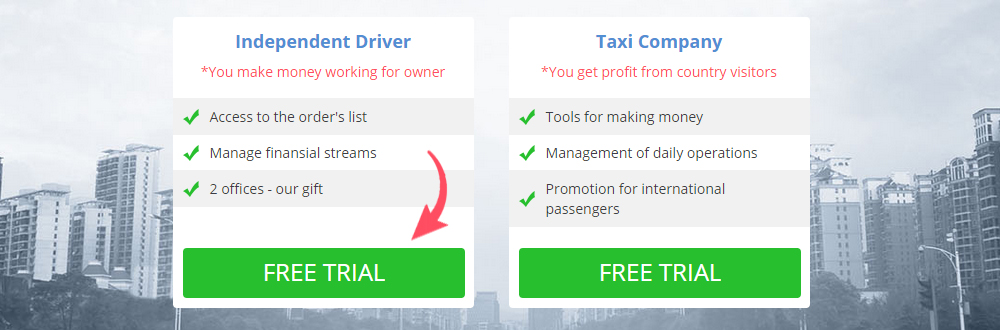 Independent Driver
*You make money working for owner
Access to the order's list
Manage finansial streams
2 offices - our gift
FREE TRIAL
Taxi Company
*You get profit from country visitors
Tools for making money
Management of daily operations
Promotion for international
passengers
FREE TRIAL